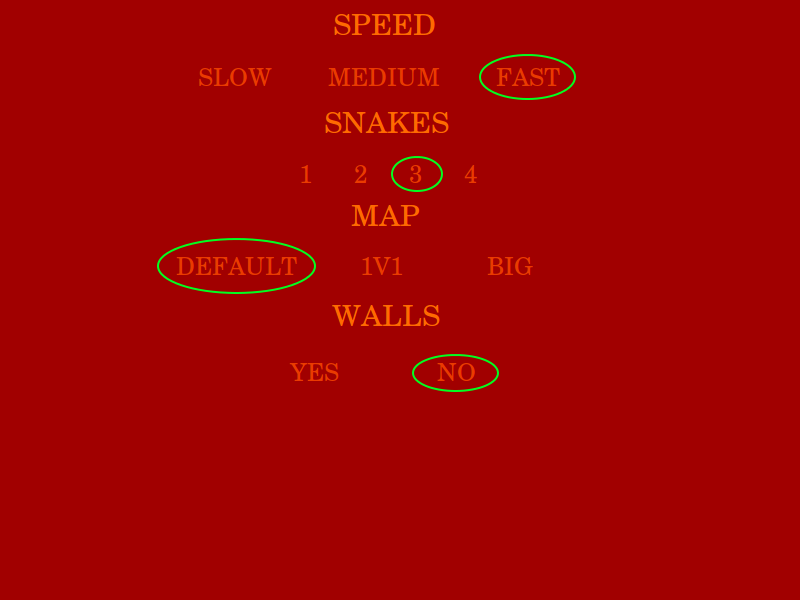 SPEED
SLOW MEDIUM FAST
SNAKES
1 2 3 4
MAP
DEFAULT 1V1 BIG
WALLS
YES NO